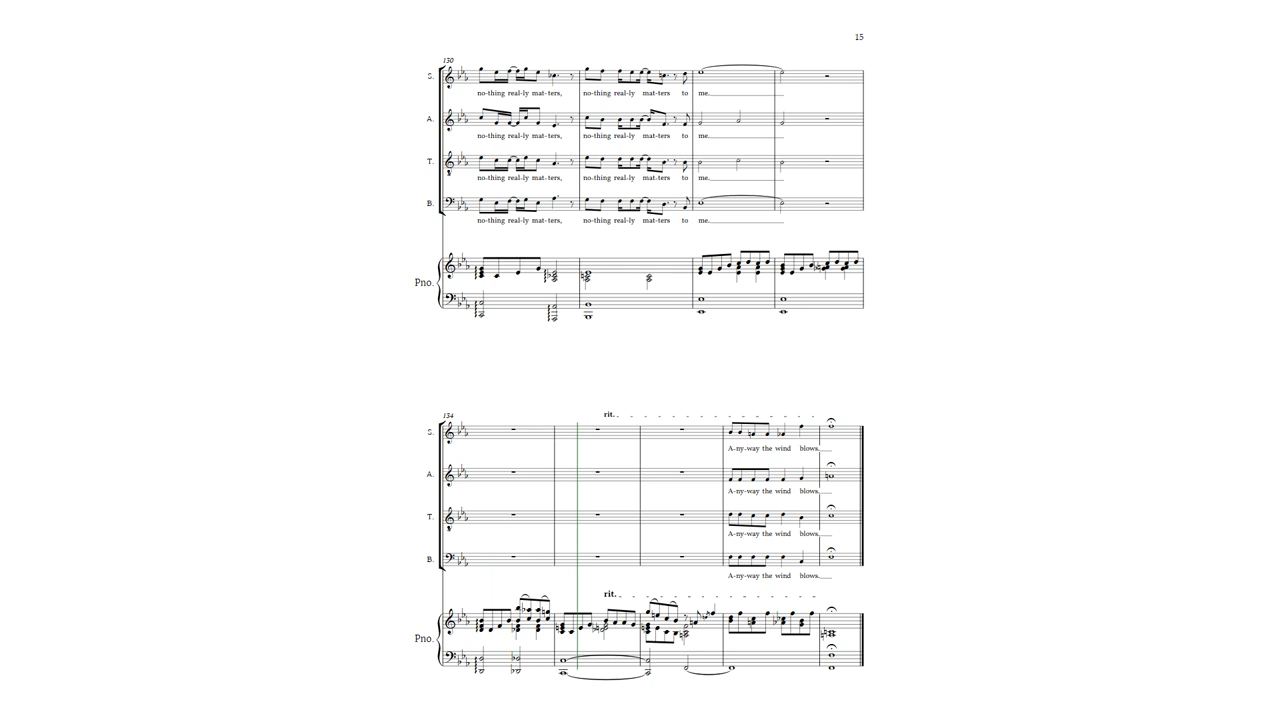 15
130
S.
no-thing real-ly mat-ters, no-thing real-ly mat-ters to me.
A.
no-thing real-ly mat-ters, no-thing real-ly mat-ters to me.
T.
no-thing real-ly mat-ters, no-thing real-ly mat-ters to me.
B.
no-thing real-ly mat-ters, no-thing real-ly mat-ters to me.
Pno.
134
rit.
S.
A-ny-way the wind blows.
A.
A-ny-way the wind blows.
T.
A-ny-way the wind blows.
B.
A-ny-way the wind blows.
rit.
Pno.